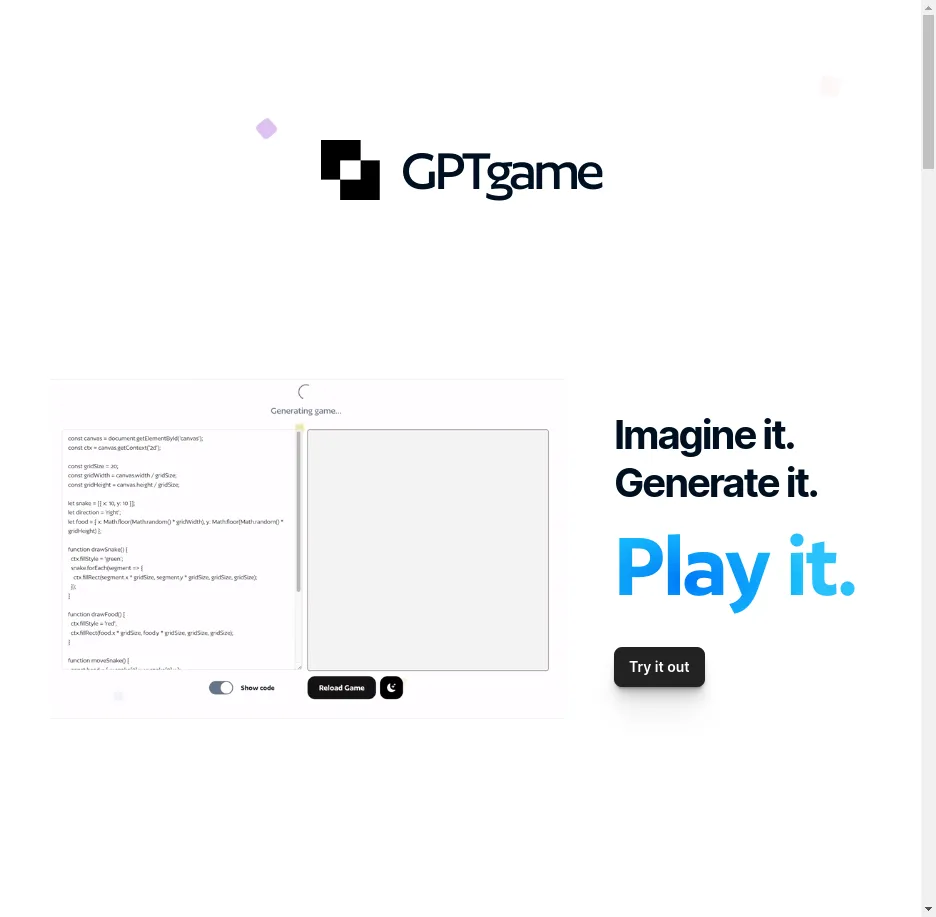 GPTgame
Generating game...
const canvas = document.getElementById('canvas');
const ctx = canvas.getContext('2d');
const gridSize = 20;
const gridWidth = canvas.width / gridSize;
const gridHeight = canvas.height / gridSize;
let snake = [{ x: 10, y: 10 }];
let direction = 'right';
let food = { x: Math.floor(Math.random() * gridWidth), y: Math.floor(Math.random() *
gridHeight) };
function drawSnake() {
ctx.fillStyle = 'green';
snake.forEach(segment => {
ctx.fillRect(segment.x * gridSize, segment.y * gridSize, gridSize, gridSize);
});
}
function drawFood() {
ctx.fillStyle = 'red';
ctx.fillRect(food.x * gridSize, food.y * gridSize, gridSize, gridSize);
}
function moveSnake() {
Show code
Reload Game
Imagine it.
Generate it.
Play it.
Try it out